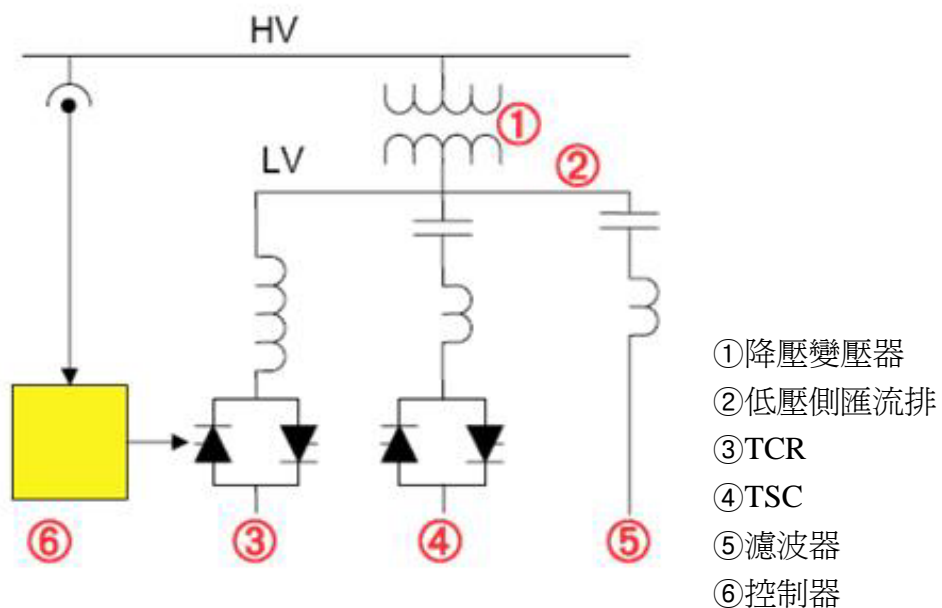 HV
①
LV
②
⑥
③
④
⑤
①降壓變壓器
②低壓側匯流排
③TCR
④TSC
⑤濾波器
⑥控制器